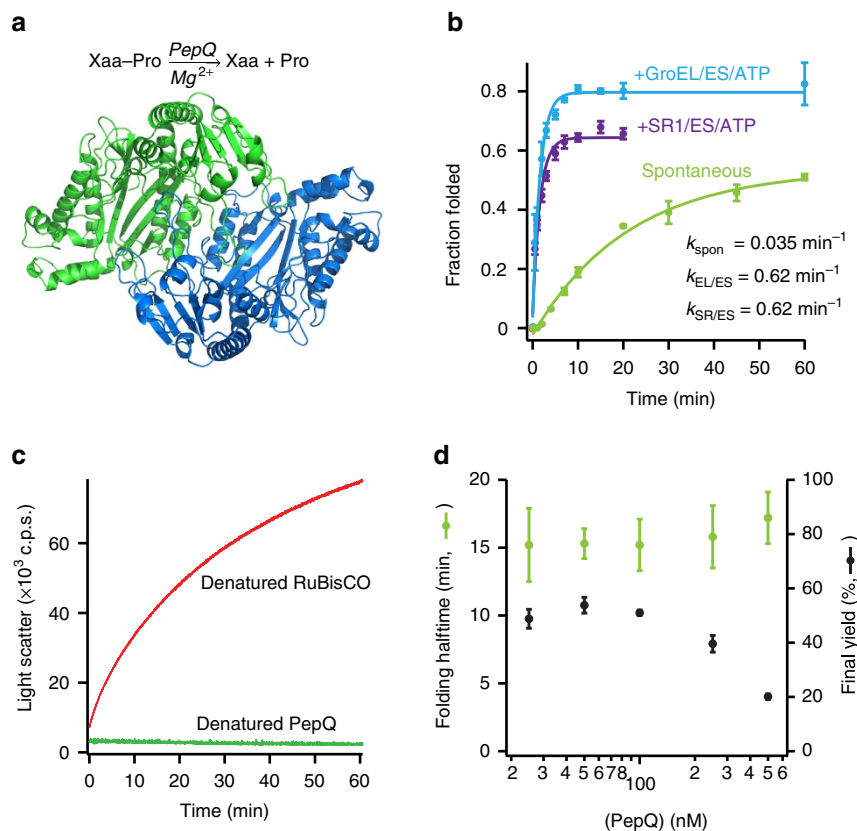 a
Xaa–Pro PepQ Xaa + Pro
Mg2+
b
Fraction folded
0.8
0.6
0.4
0.2
0
+GroEL/ES/ATP
+SR1/ES/ATP
Spontaneous
kspon = 0.035 min–1
kEL/ES = 0.62 min–1
kSR/ES = 0.62 min–1
0 10 20 30 40 50 60
Time (min)
c
Light scatter (×103 c.p.s.)
60
40
20
0
Denatured RuBisCO
Denatured PepQ
0 10 20 30 40 50 60
Time (min)
d
Folding halftime (min, )
20
15
10
5
0
100
80
60
40
20
0
Final yield (%, )
2 3 4 5 6 7 8 100 2 3 4 5 6
(PepQ) (nM)